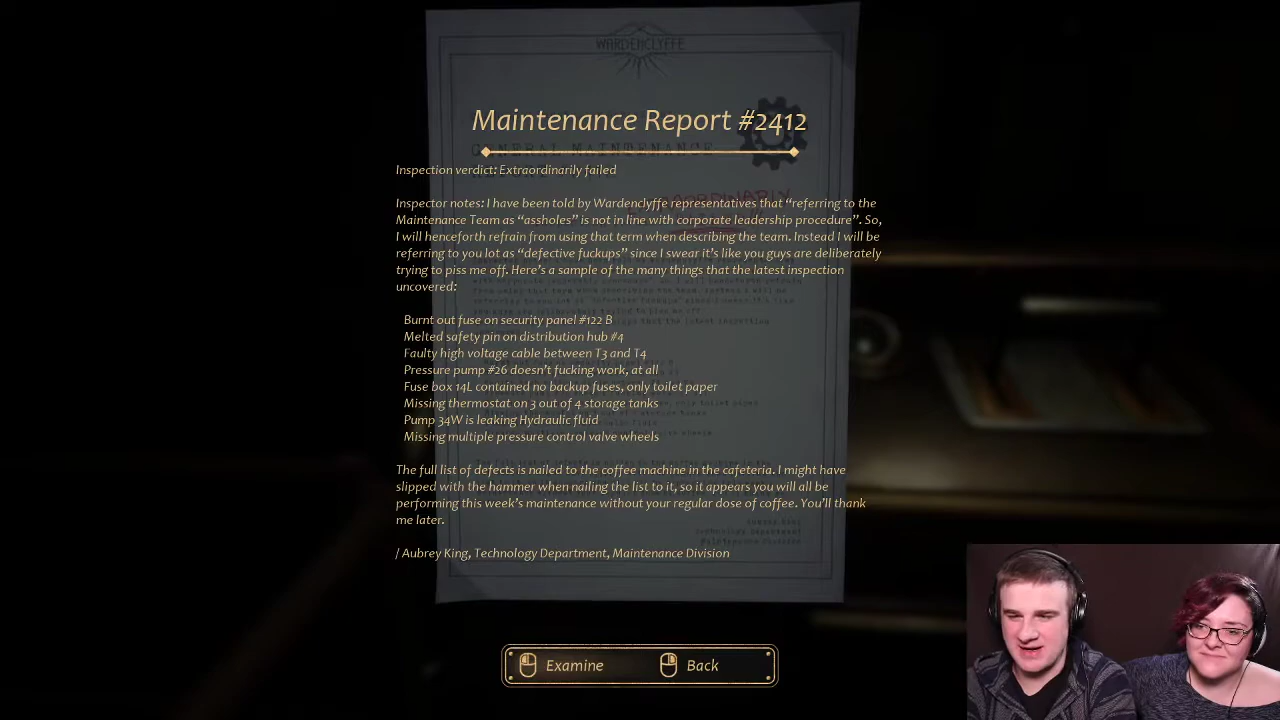 WARDENCLYFFE
Maintenance Report #2412
Inspection verdict: Extraordinarily failed
Inspector notes: I have been told by Wardenclyffe representatives that “referring to the
Maintenance Team as “assholes” is not in line with corporate leadership procedure”. So,
I will henceforth refrain from using that term when describing the team. Instead I will be
referring to you lot as “defective fuckups” since I swear it’s like you guys are deliberately
trying to piss me off. Here’s a sample of the many things that the latest inspection
uncovered:
Burnt out fuse on security panel #122 B
Melted safety pin on distribution hub #4
Faulty high voltage cable between T3 and T4
Pressure pump #26 doesn’t fucking work, at all
Fuse box 14L contained no backup fuses, only toilet paper
Missing thermostat on 3 out of 4 storage tanks
Pump 34W is leaking Hydraulic fluid
Missing multiple pressure control valve wheels
The full list of defects is nailed to the coffee machine in the cafeteria. I might have
slipped with the hammer when nailing the list to it, so it appears you will all be
performing this week’s maintenance without your regular dose of coffee. You’ll thank
me later.
/ Aubrey King, Technology Department, Maintenance Division
Examine Back